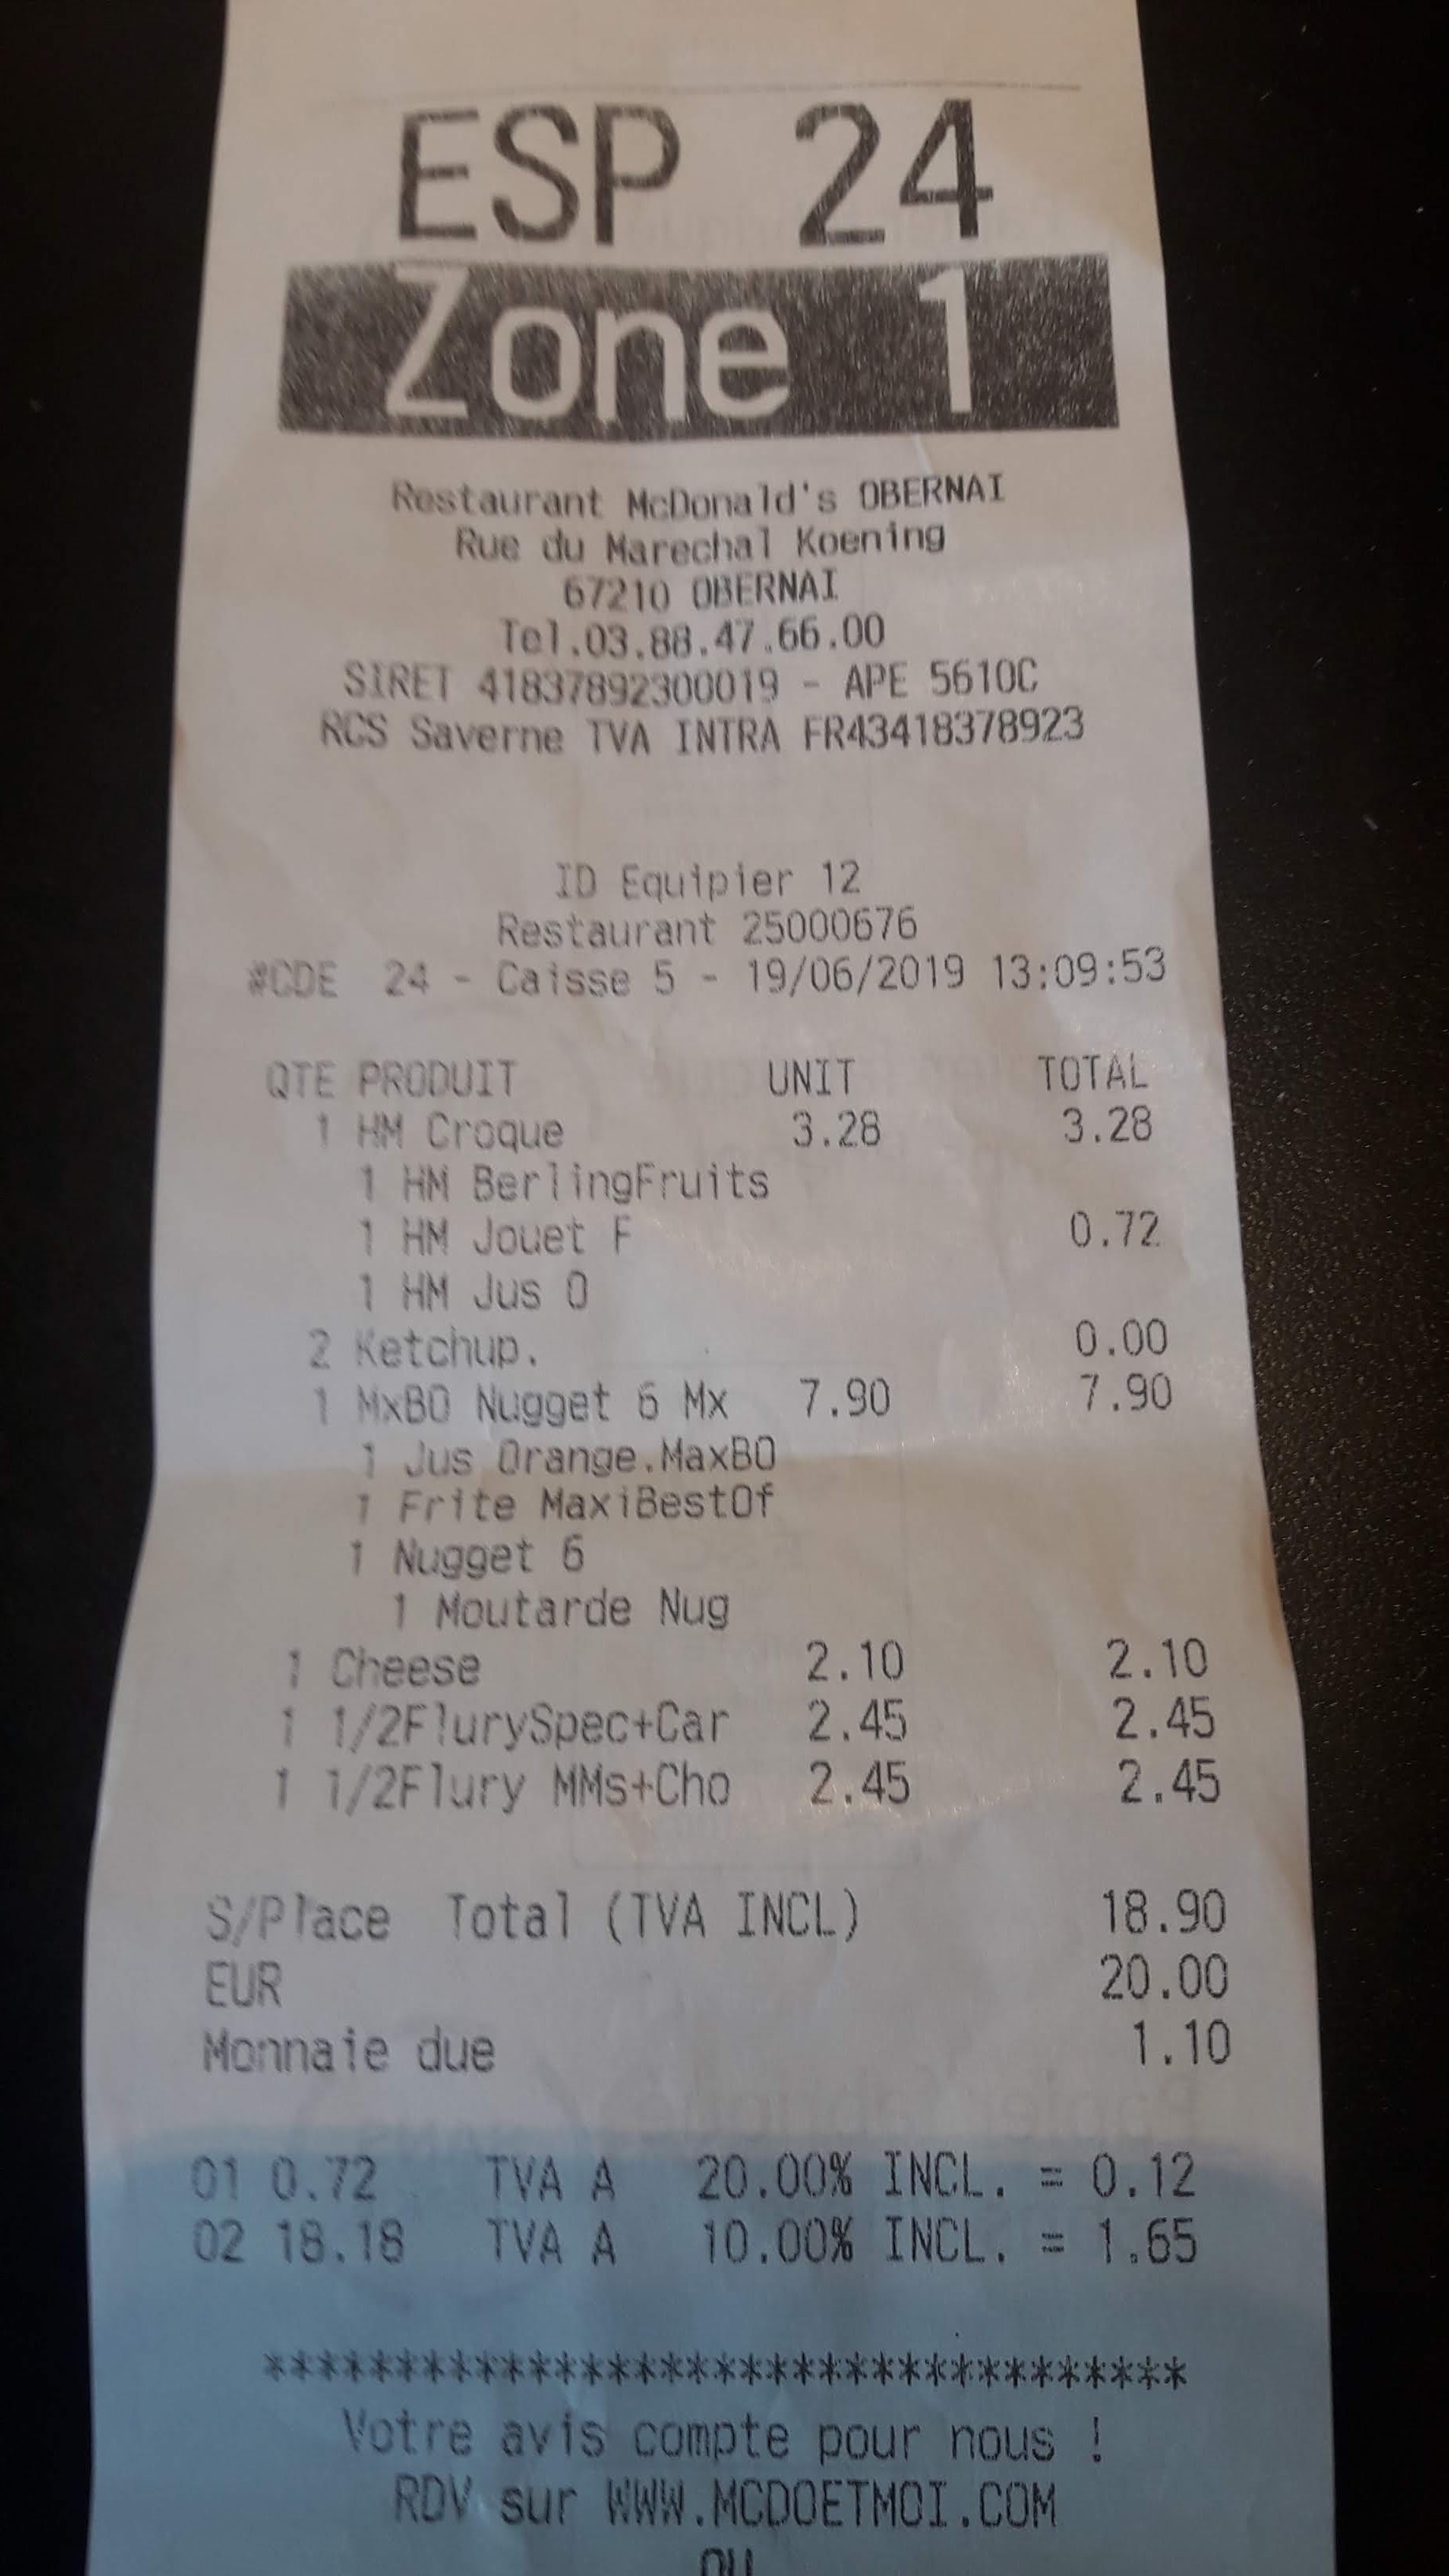 ESP 24
Zone 1
Restaurant McDonald's OBERNAI
Rue du Marechal Koening
67210 OBERNAI
Tel.03.88.47.66.00
SIRET 41837892300019 - APE 5610C
RCS Saverne TVA INTRA FR43418378923
ID Equipier 12
Restaurant 25000676
#CDE 24 - Caisse 5 - 19/06/2019 13:09:53
QTE PRODUIT UNIT TOTAL
1 HM Croque 3.28 3.28
1 HM BerlingFruits
1 HM Jouet F 0.72
1 HM Jus O
2 Ketchup. 0.00
1 MxBO Nugget 6 Mx 7.90 7.90
1 Jus Orange.MaxBO
1 Frite MaxiBestOf
1 Nugget 6
1 Moutarde Nug
1 Cheese 2.10 2.10
1 1/2FlurySpec+Car 2.45 2.45
1 1/2Flury MMs+Cho 2.45 2.45
S/Place Total (TVA INCL) 18.90
EUR 20.00
Monnaie due 1.10
01 0.72 TVA A 20.00% INCL. = 0.12
02 18.18 TVA A 10.00% INCL. = 1.65
***********************************
Votre avis compte pour nous !
RDV sur WWW.MCDOETMOI.COM
ou